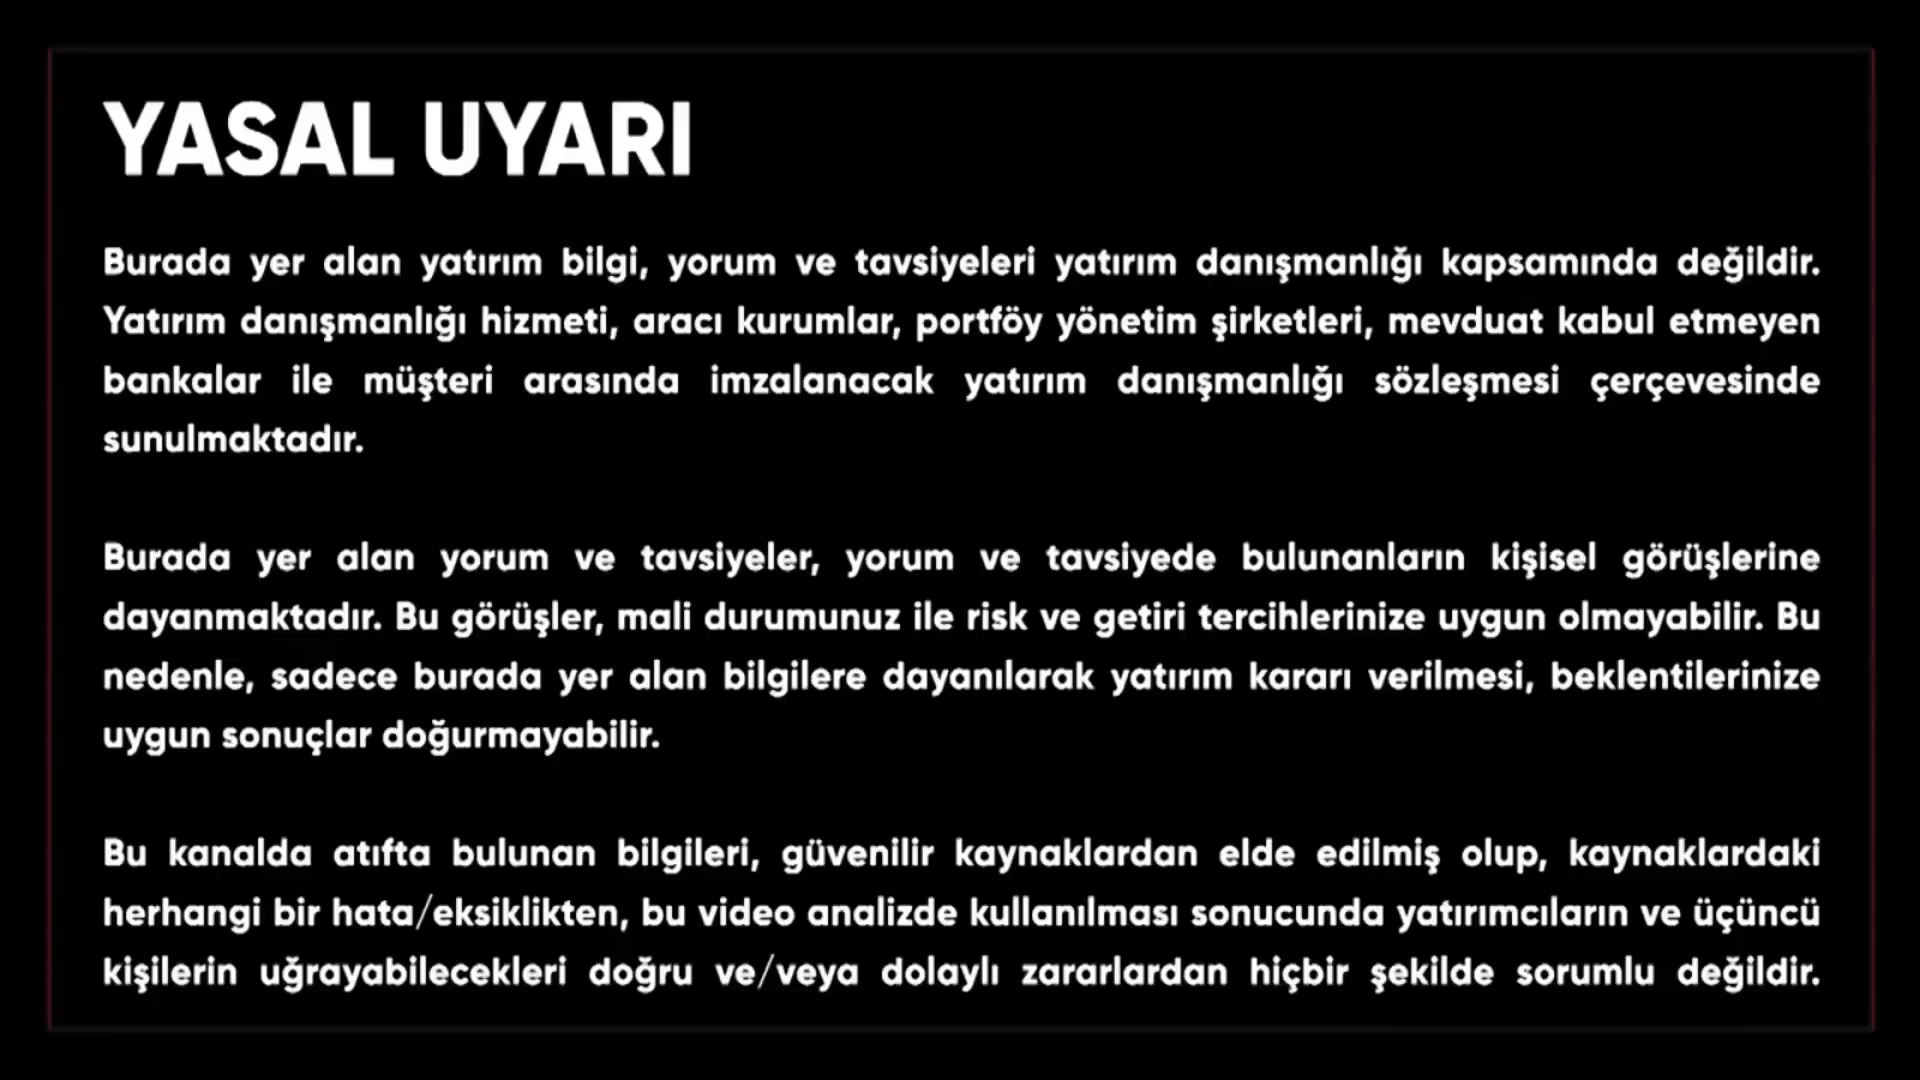 YASAL UYARI
Burada yer alan yatırım bilgi, yorum ve tavsiyeleri yatırım danışmanlığı kapsamında değildir.
Yatırım danışmanlığı hizmeti, aracı kurumlar, portföy yönetim şirketleri, mevduat kabul etmeyen
bankalar ile müşteri arasında imzalanacak yatırım danışmanlığı sözleşmesi çerçevesinde
sunulmaktadır.
Burada yer alan yorum ve tavsiyeler, yorum ve tavsiyede bulunanların kişisel görüşlerine
dayanmaktadır. Bu görüşler, mali durumunuz ile risk ve getiri tercihlerinize uygun olmayabilir. Bu
nedenle, sadece burada yer alan bilgilere dayanılarak yatırım kararı verilmesi, beklentilerinize
uygun sonuçlar doğurmayabilir.
Bu kanalda atıfta bulunan bilgileri, güvenilir kaynaklardan elde edilmiş olup, kaynaklardaki
herhangi bir hata/eksiklikten, bu video analizde kullanılması sonucunda yatırımcıların ve üçüncü
kişilerin uğrayabilecekleri doğru ve/veya dolaylı zararlardan hiçbir şekilde sorumlu değildir.